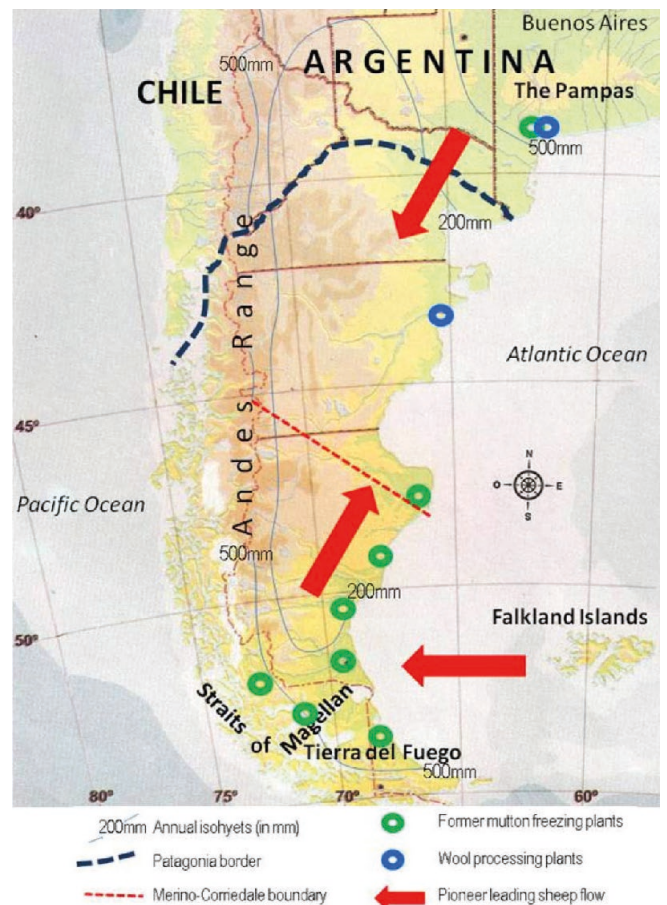 Buenos Aires
500mm
ARGENTINA
CHILE
The Pampas
500mm
40°
200mm
Andes Range
Atlantic Ocean
45°
N
O E
S
Pacific Ocean
500mm
200mm
Falkland Islands
50°
Straits of Magellan
Tierra del Fuego
500mm
80° 75° 70° 60°
200mm Annual isohyets (in mm)
Former mutton freezing plants
Patagonia border
Wool processing plants
Merino-Corriedale boundary
Pioneer leading sheep flow